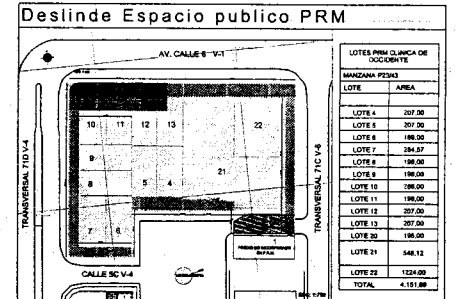 Deslinde Espacio publico PRM
AV. CALLE 6 V-1
TRANSVERSAL 71D V-4
10 11 12 13 22
9
8 5 4 21
7 6
TRANSVERSAL 71C V-6
1
CALLE 5C V-4
LOTES PRM CLINICA DE
OCCIDENTE
MANZANA P23/43
LOTE AREA
LOTE 4 207,00
LOTE 5 207,00
LOTE 6 189,00
LOTE 7 284,57
LOTE 8 198,00
LOTE 9 198,00
LOTE 10 286,00
LOTE 11 198,00
LOTE 12 207,00
LOTE 13 207,00
LOTE 20 198,00
LOTE 21 548,12
LOTE 22 1224,00
TOTAL 4.151,69